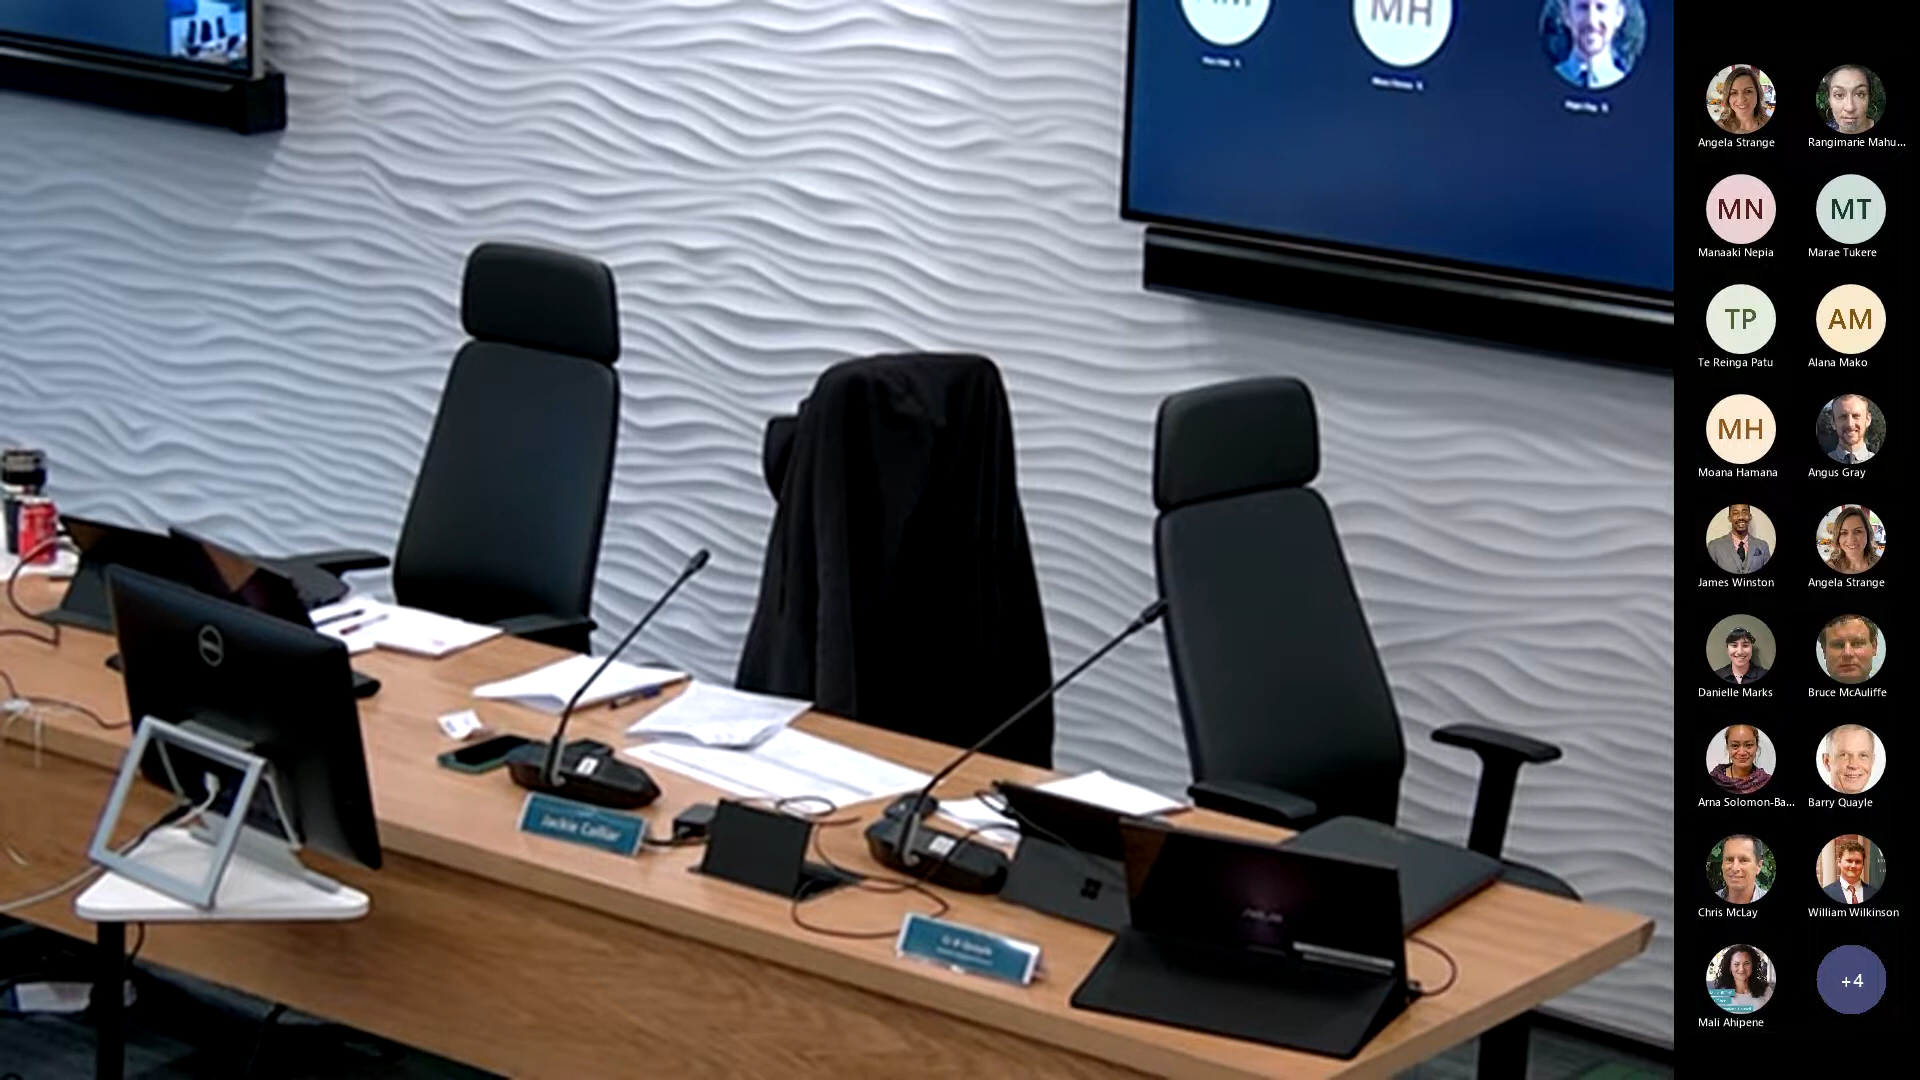 MH
Angela Strange
Rangimarie Mahu...
MN
MT
Manaaki Nepia
Marae Tukere
TP
AM
Te Reinga Patu
Alana Mako
MH
Moana Hamana
Angus Gray
James Winston
Angela Strange
Danielle Marks
Bruce McAuliffe
Arna Solomon-Ba...
Barry Quayle
Chris McLay
William Wilkinson
+4
Mali Ahipene
DELL
Jackie Colliar